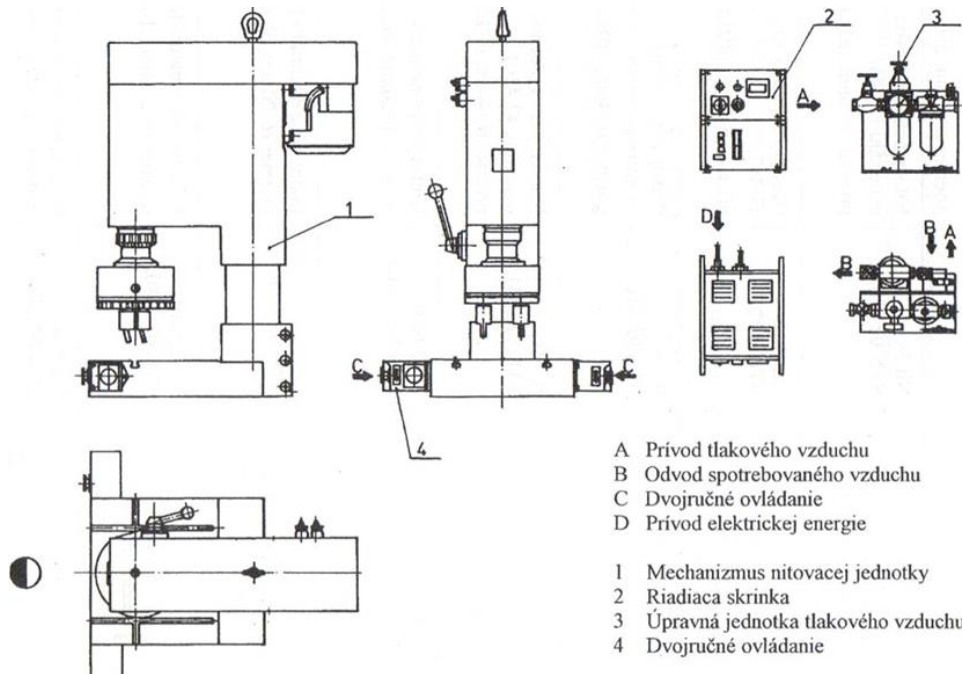 2
3
A
1
D
B
A
B
C
C
4
A Prívod tlakového vzduchu
B Odvod spotrebovaného vzduchu
C Dvojručné ovládanie
D Prívod elektrickej energie
1 Mechanizmus nitovacej jednotky
2 Riadiaca skrinka
3 Úpravná jednotka tlakového vzduchu
4 Dvojručné ovládanie